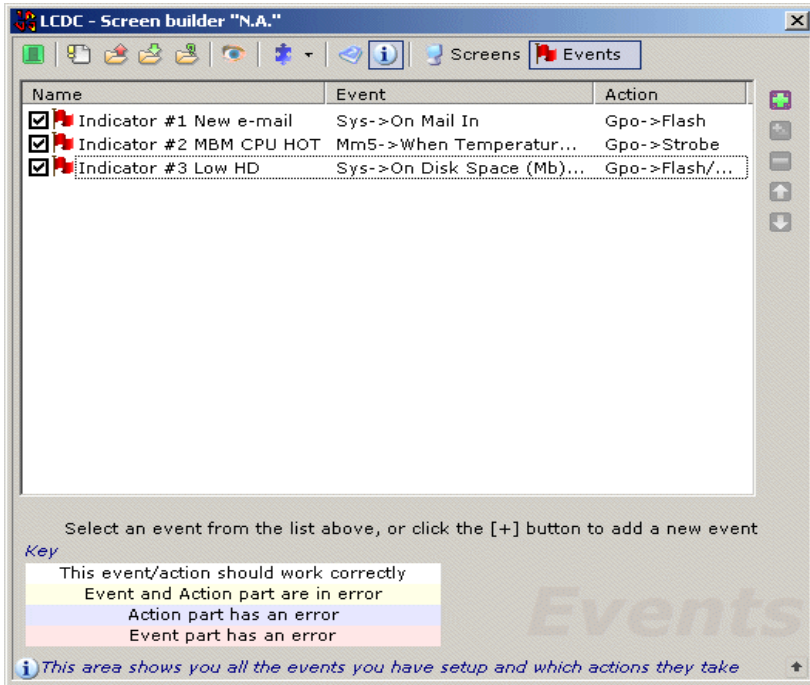 LCDC - Screen builder "N.A."
Screens Events
Name Event Action
Indicator #1 New e-mail Sys->On Mail In Gpo->Flash
Indicator #2 MBM CPU HOT Mm5->When Temperatur... Gpo->Strobe
Indicator #3 Low HD Sys->On Disk Space (Mb)... Gpo->Flash/...
Select an event from the list above, or click the [+] button to add a new event
Key
This event/action should work correctly
Event and Action part are in error
Action part has an error
Event part has an error
Events
This area shows you all the events you have setup and which actions they take